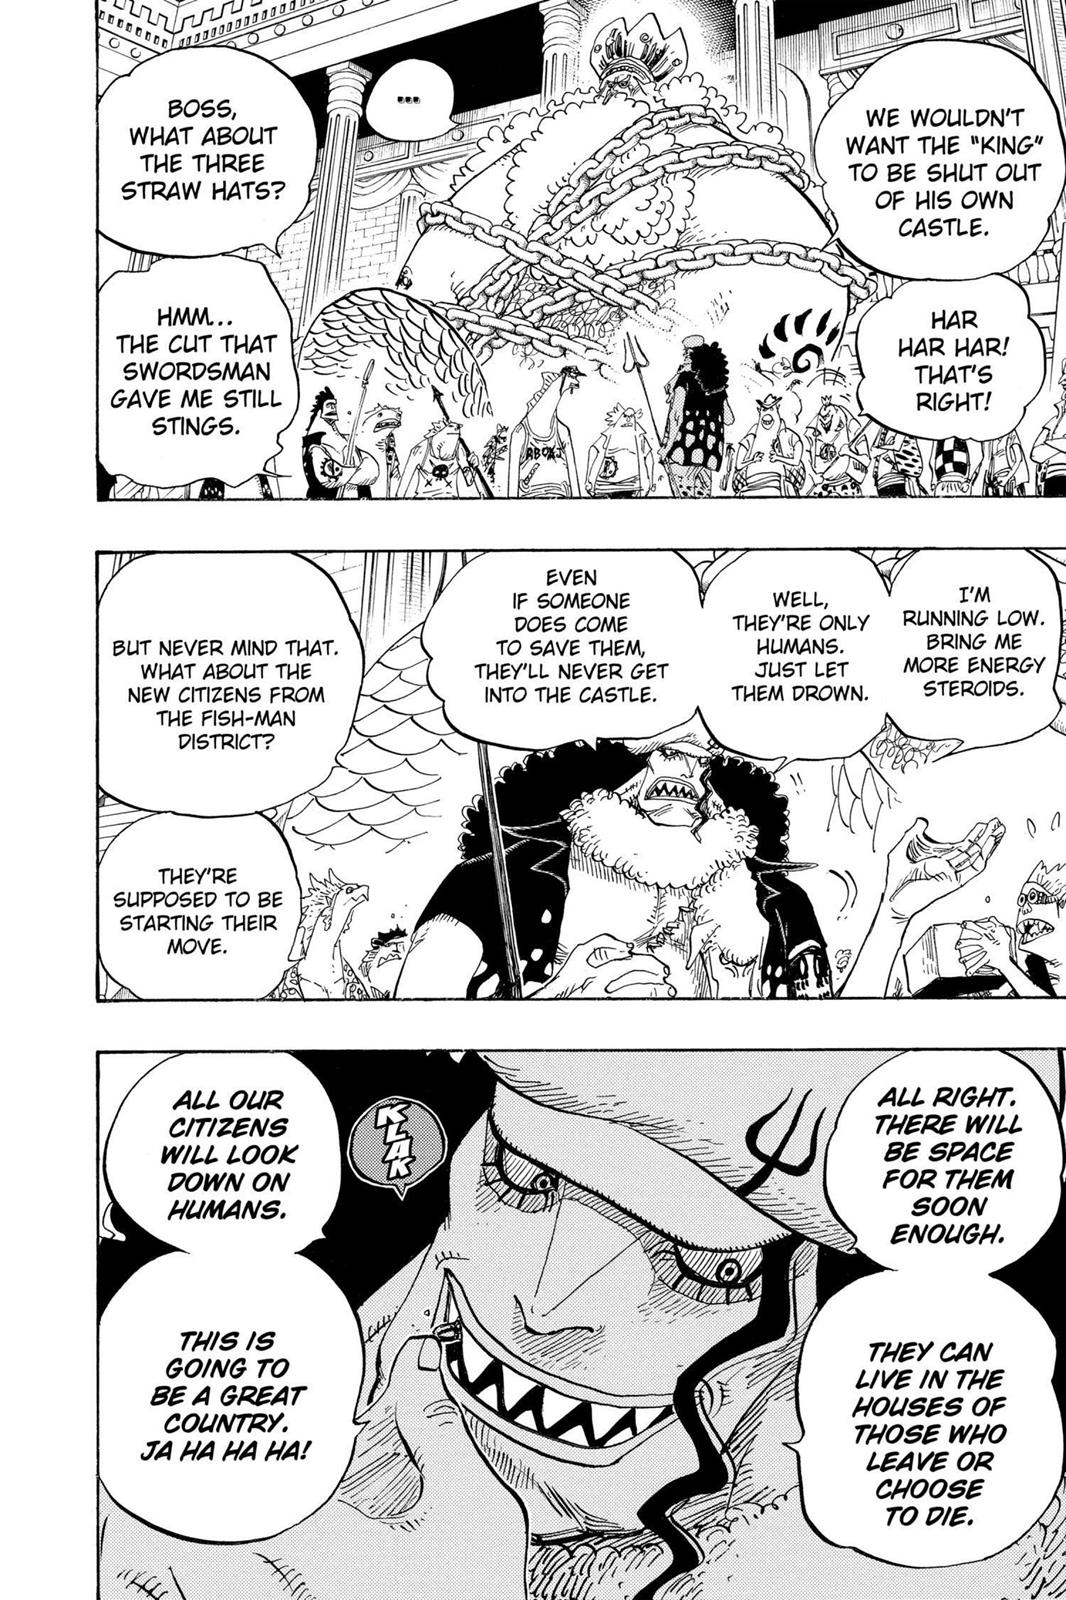 WE WOULDN'T
WANT THE "KING"
TO BE SHUT OUT
OF HIS OWN
CASTLE.
HAR
HAR HAR!
THAT'S
RIGHT!
...
BOSS,
WHAT ABOUT
THE THREE
STRAW HATS?
HMM...
THE CUT THAT
SWORDSMAN
GAVE ME STILL
STINGS.
I'M
RUNNING LOW.
BRING ME
MORE ENERGY
STEROIDS.
WELL,
THEY'RE ONLY
HUMANS.
JUST LET
THEM DROWN.
EVEN
IF SOMEONE
DOES COME
TO SAVE THEM,
THEY'LL NEVER GET
INTO THE CASTLE.
BUT NEVER MIND THAT.
WHAT ABOUT THE
NEW CITIZENS FROM
THE FISH-MAN
DISTRICT?
THEY'RE
SUPPOSED TO BE
STARTING THEIR
MOVE.
ALL RIGHT.
THERE WILL
BE SPACE
FOR THEM
SOON
ENOUGH.
THEY CAN
LIVE IN THE
HOUSES OF
THOSE WHO
LEAVE OR
CHOOSE
TO DIE.
KLAK
ALL OUR
CITIZENS
WILL LOOK
DOWN ON
HUMANS.
THIS IS
GOING TO
BE A GREAT
COUNTRY.
JA HA HA HA!